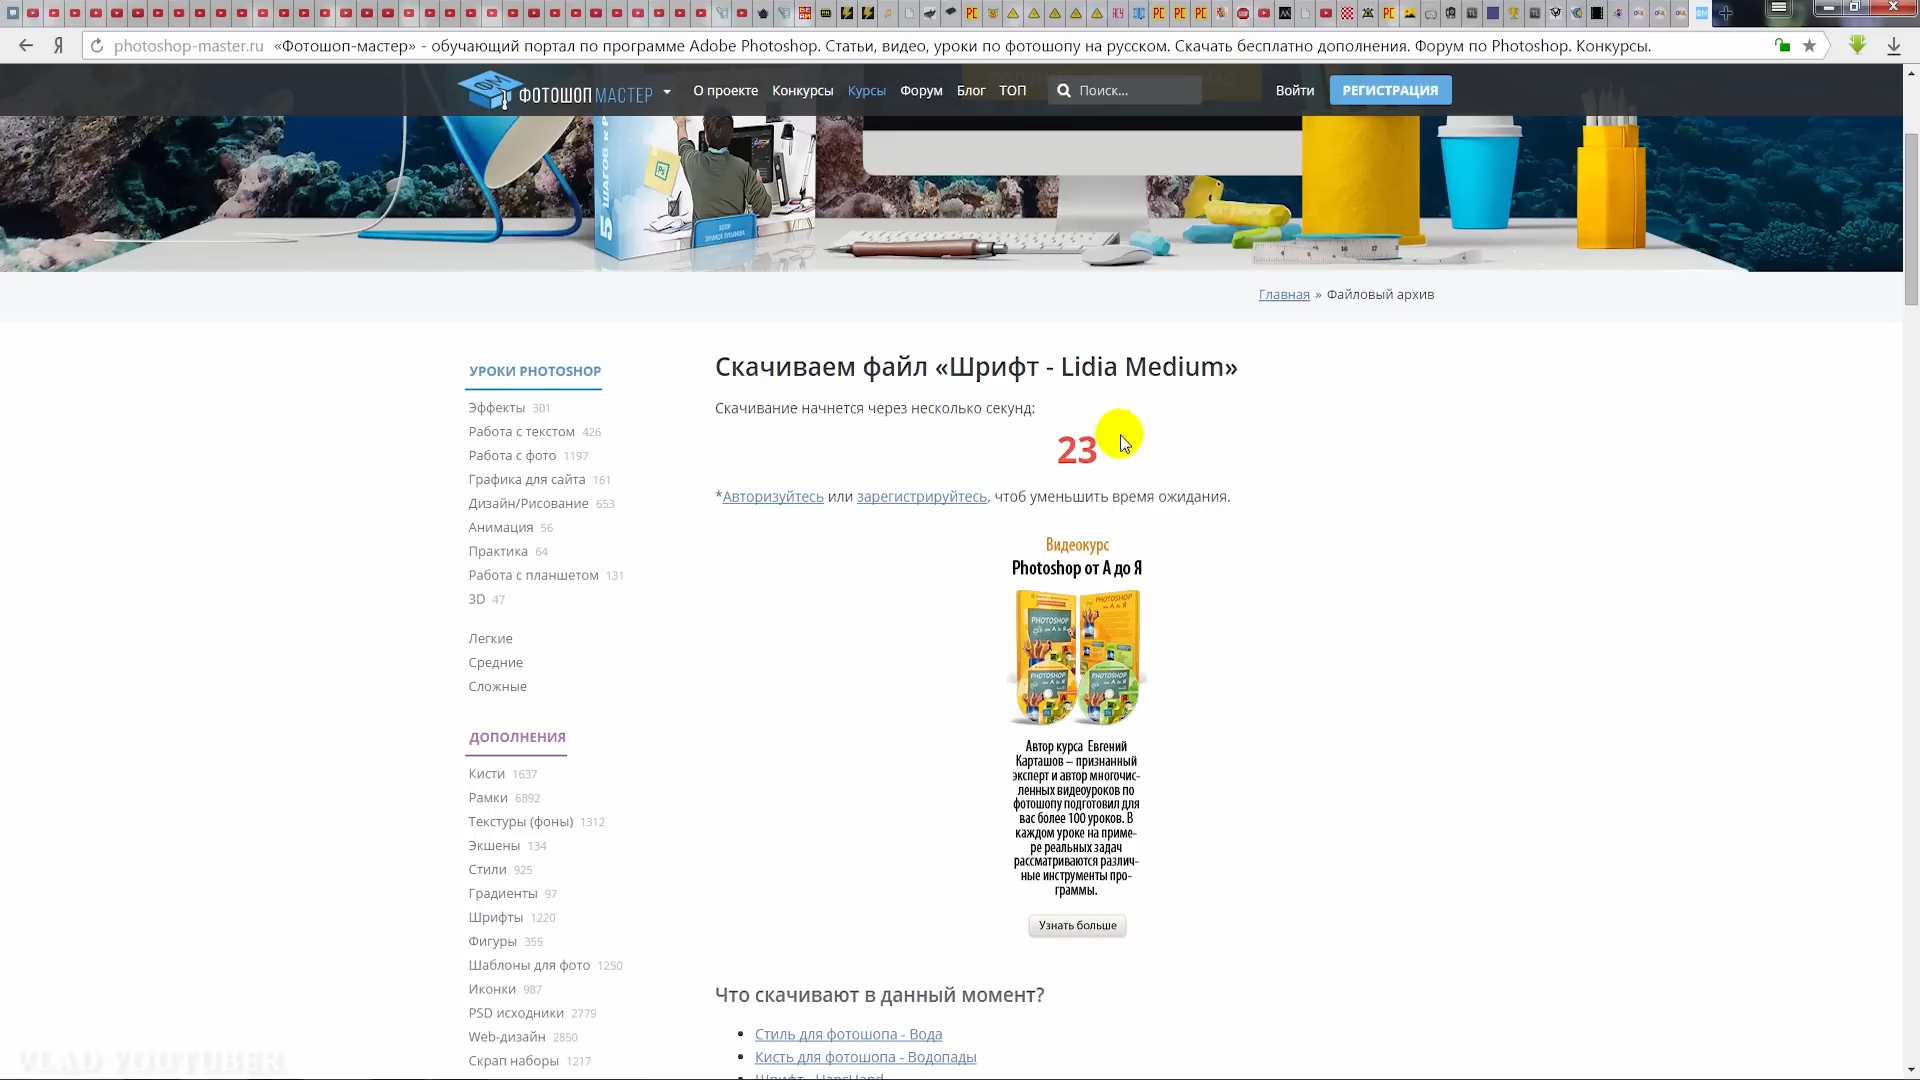 photoshop-master.ru «Фотошоп-мастер» - обучающий портал по программе Adobe Photoshop. Статьи, видео, уроки по фотошопу на русском. Скачать бесплатно дополнения. Форум по Photoshop. Конкурсы.
ФОТОШОП МАСТЕР О проекте Конкурсы Курсы Форум Блог ТОП Поиск... Войти РЕГИСТРАЦИЯ
Главная » Файловый архив
Скачиваем файл «Шрифт - Lidia Medium»
Скачивание начнется через несколько секунд:
23
*Авторизуйтесь или зарегистрируйтесь, чтоб уменьшить время ожидания.
УРОКИ PHOTOSHOP
Эффекты 301
Работа с текстом 426
Работа с фото 1197
Графика для сайта 161
Дизайн/Рисование 653
Анимация 56
Практика 64
Работа с планшетом 131
3D 47
Легкие
Средние
Сложные
ДОПОЛНЕНИЯ
Кисти 1637
Рамки 6892
Текстуры (фоны) 1312
Экшены 134
Стили 925
Градиенты 97
Шрифты 1220
Фигуры 355
Шаблоны для фото 1250
Иконки 987
PSD исходники 2779
Web-дизайн 2850
Скрап наборы 1217
Видеокурс
Photoshop от А до Я
Автор курса Евгений
Карташов – признанный
эксперт и автор многочис-
ленных видеоуроков по
фотошопу подготовил для
вас более 100 уроков. В
каждом уроке на приме-
ре реальных задач
рассматриваются различ-
ные инструменты про-
граммы.
Узнать больше
Что скачивают в данный момент?
Стиль для фотошопа - Вода
Кисть для фотошопа - Водопады
Шрифт - HansHand
VLAD YOUTUBER